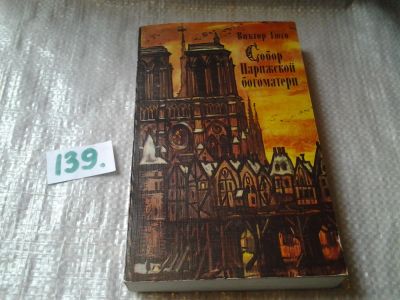 Виктор Гюго
Собор
Парижской
богоматери
139.